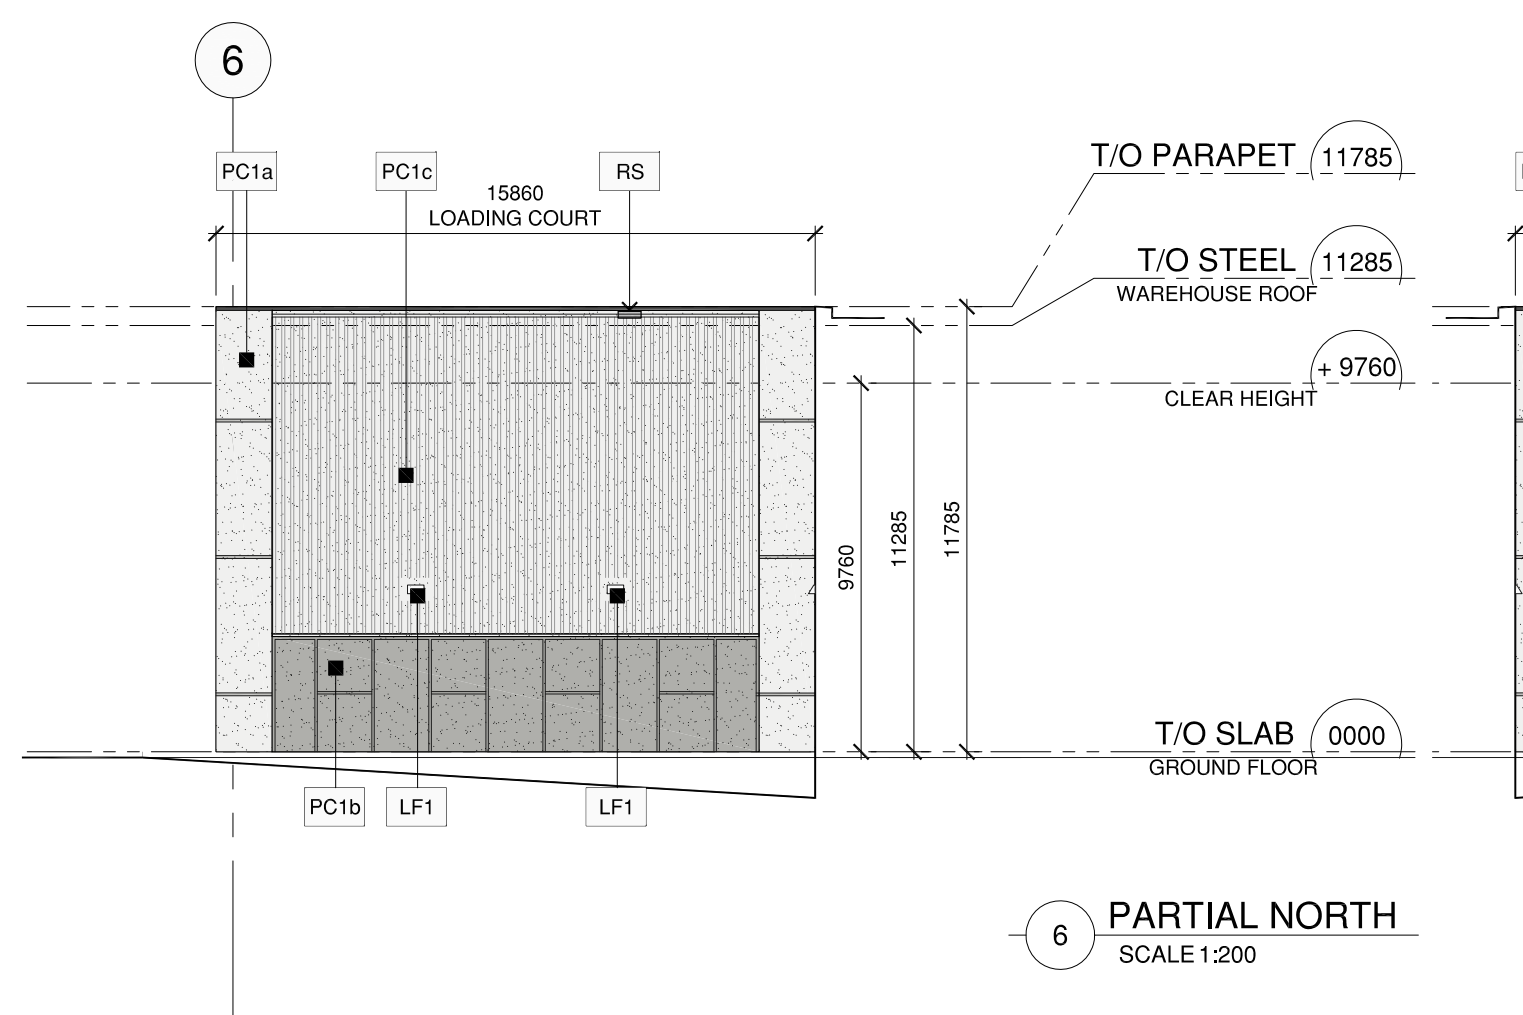 6
PC1a
PC1c
RS
15860
LOADING COURT
T/O PARAPET 11785
T/O STEEL 11285
WAREHOUSE ROOF
+ 9760
CLEAR HEIGHT
9760
11285
11785
T/O SLAB 0000
GROUND FLOOR
PC1b
LF1
LF1
6 PARTIAL NORTH
SCALE 1:200